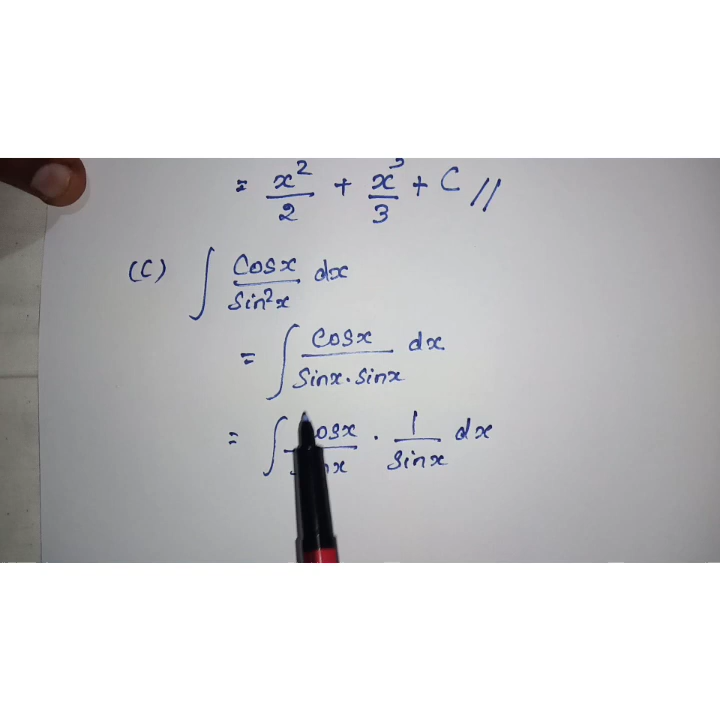 = x²/2 + x³/3 + C //
(C) ∫ Cosx/Sin²x dx
= ∫ Cosx/Sinx·Sinx dx
= ∫ /  · 1/Sinx dx